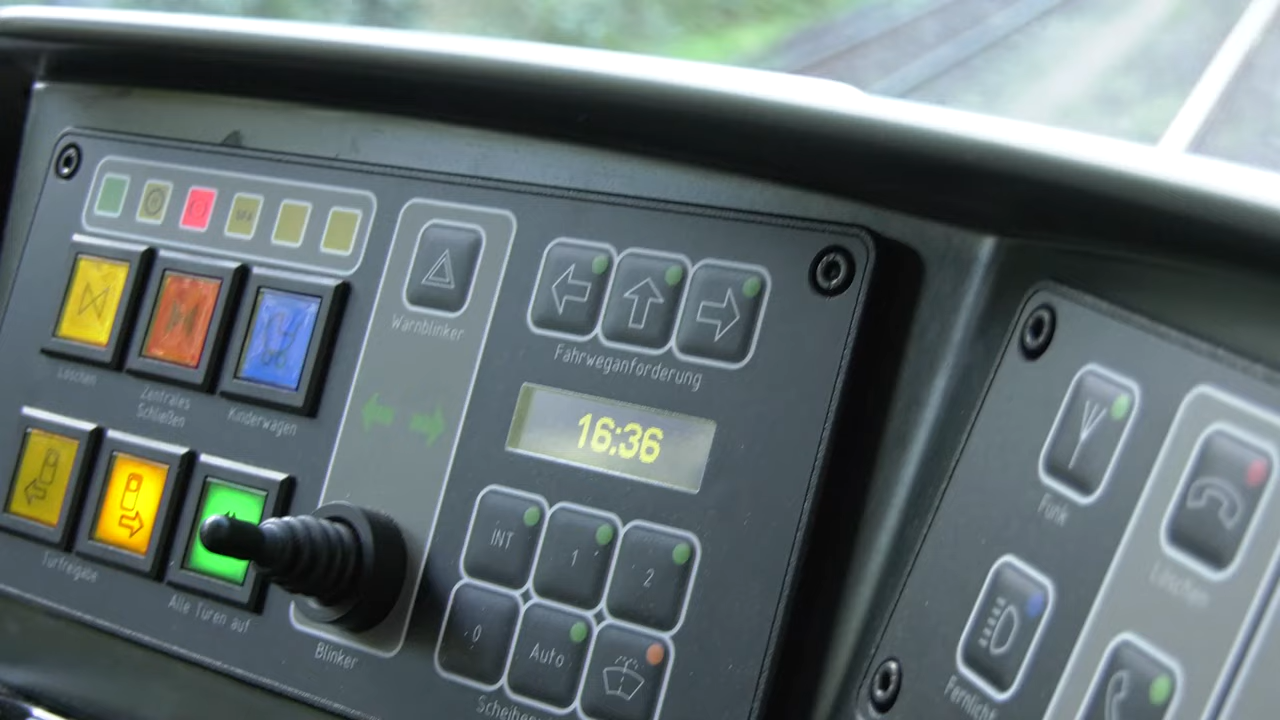 Warnblinker
Fahrweganforderung
Löschen
Zentrales
Schließen
Kinderwagen
16:36
INT
1
2
Funk
Löschen
Türfreigabe
Alle Türen auf
Blinker
0
Auto
Fernlicht